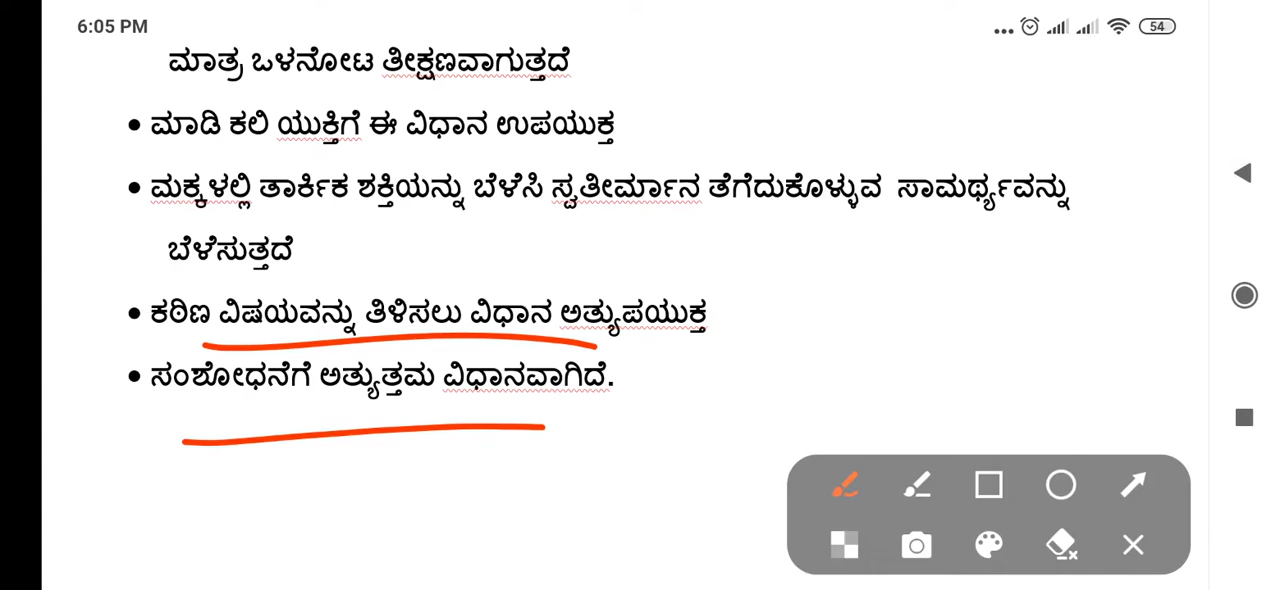 6:05 PM
54
ಮಾತ್ರ ಒಳನೋಟ ತೀಕ್ಷಣವಾಗುತ್ತದೆ
• ಮಾಡಿ ಕಲಿ ಯುಕ್ತಿಗೆ ಈ ವಿಧಾನ ಉಪಯುಕ್ತ
• ಮಕ್ಕಳಲ್ಲಿ ತಾರ್ಕಿಕ ಶಕ್ತಿಯನ್ನು ಬೆಳೆಸಿ ಸ್ವತೀರ್ಮಾನ ತೆಗೆದುಕೊಳ್ಳುವ ಸಾಮರ್ಥ್ಯವನ್ನು
ಬೆಳೆಸುತ್ತದೆ
• ಕಠಿಣ ವಿಷಯವನ್ನು ತಿಳಿಸಲು ವಿಧಾನ ಅತ್ಯುಪಯುಕ್ತ
• ಸಂಶೋಧನೆಗೆ ಅತ್ಯುತ್ತಮ ವಿಧಾನವಾಗಿದೆ.